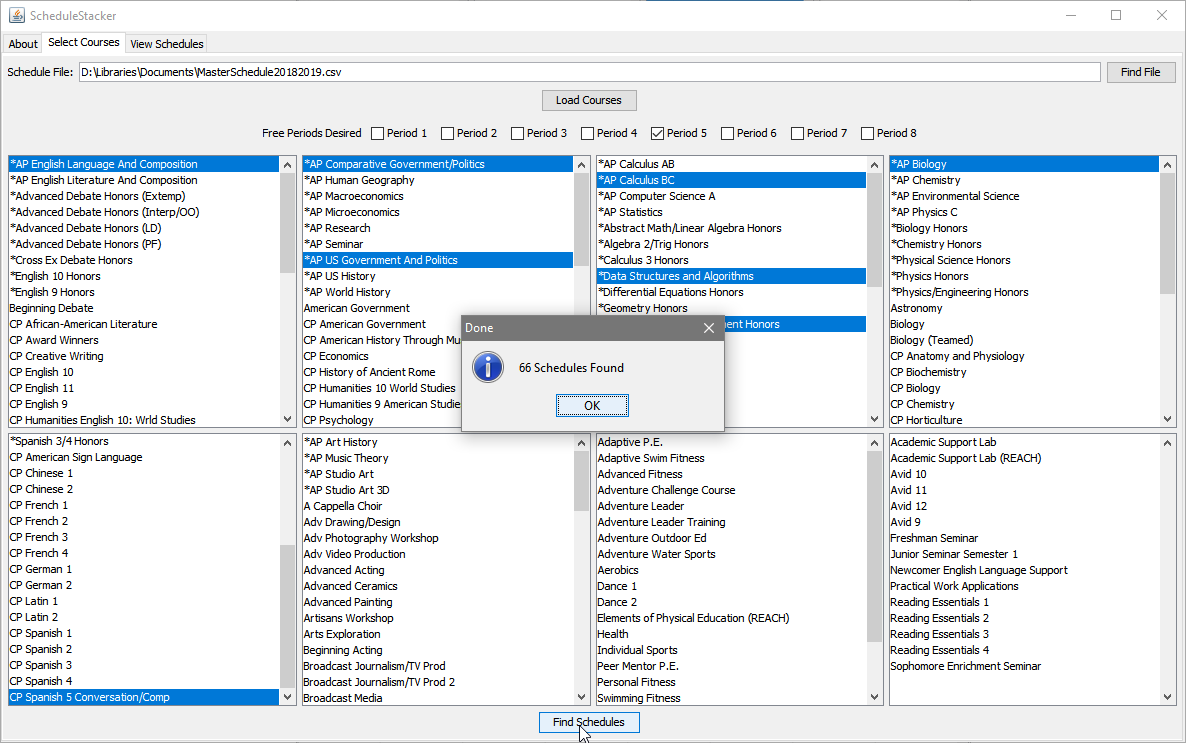 ScheduleStacker
About
Select Courses
View Schedules
Schedule File:
D:\Libraries\Documents\MasterSchedule20182019.csv
Find File
Load Courses
Free Periods Desired
Period 1
Period 2
Period 3
Period 4
Period 5
Period 6
Period 7
Period 8
*AP English Language And Composition
*AP English Literature And Composition
*Advanced Debate Honors (Extemp)
*Advanced Debate Honors (Interp/OO)
*Advanced Debate Honors (LD)
*Advanced Debate Honors (PF)
*Cross Ex Debate Honors
*English 10 Honors
*English 9 Honors
Beginning Debate
CP African-American Literature
CP Award Winners
CP Creative Writing
CP English 10
CP English 11
CP English 9
CP Humanities English 10: Wrld Studies
*AP Comparative Government/Politics
*AP Human Geography
*AP Macroeconomics
*AP Microeconomics
*AP Research
*AP Seminar
*AP US Government And Politics
*AP US History
*AP World History
American Government
CP American Government
CP American History Through Mu
CP Economics
CP History of Ancient Rome
CP Humanities 10 World Studies
CP Humanities 9 American Studie
CP Psychology
*AP Calculus AB
*AP Calculus BC
*AP Computer Science A
*AP Statistics
*Abstract Math/Linear Algebra Honors
*Algebra 2/Trig Honors
*Calculus 3 Honors
*Data Structures and Algorithms
*Differential Equations Honors
*Geometry Honors
Honors
*AP Biology
*AP Chemistry
*AP Environmental Science
*AP Physics C
*Biology Honors
*Chemistry Honors
*Physical Science Honors
*Physics Honors
*Physics/Engineering Honors
Astronomy
Biology
Biology (Teamed)
CP Anatomy and Physiology
CP Biochemistry
CP Biology
CP Chemistry
CP Horticulture
Done
66 Schedules Found
OK
*Spanish 3/4 Honors
CP American Sign Language
CP Chinese 1
CP Chinese 2
CP French 1
CP French 2
CP French 3
CP French 4
CP German 1
CP German 2
CP Latin 1
CP Latin 2
CP Spanish 1
CP Spanish 2
CP Spanish 3
CP Spanish 4
CP Spanish 5 Conversation/Comp
*AP Art History
*AP Music Theory
*AP Studio Art
*AP Studio Art 3D
A Cappella Choir
Adv Drawing/Design
Adv Photography Workshop
Adv Video Production
Advanced Acting
Advanced Ceramics
Advanced Painting
Artisans Workshop
Arts Exploration
Beginning Acting
Broadcast Journalism/TV Prod
Broadcast Journalism/TV Prod 2
Broadcast Media
Adaptive P.E.
Adaptive Swim Fitness
Advanced Fitness
Adventure Challenge Course
Adventure Leader
Adventure Leader Training
Adventure Outdoor Ed
Adventure Water Sports
Aerobics
Dance 1
Dance 2
Elements of Physical Education (REACH)
Health
Individual Sports
Peer Mentor P.E.
Personal Fitness
Swimming Fitness
Academic Support Lab
Academic Support Lab (REACH)
Avid 10
Avid 11
Avid 12
Avid 9
Freshman Seminar
Junior Seminar Semester 1
Newcomer English Language Support
Practical Work Applications
Reading Essentials 1
Reading Essentials 2
Reading Essentials 3
Reading Essentials 4
Sophomore Enrichment Seminar
Find Schedules